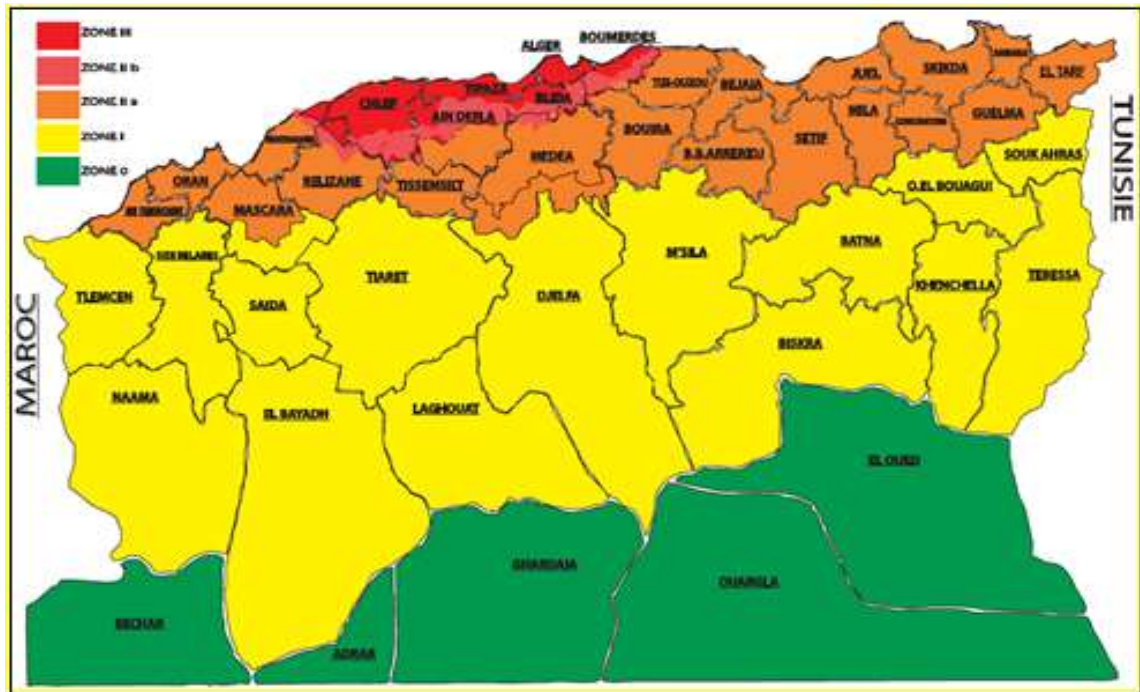 ZONE III
ZONE II b
ZONE II a
ZONE I
ZONE 0
BOUMERDES
ALGER
TIPAZA
CHLEF
BLIDA
AIN DEFLA
TIZI-OUZOU
BEJAIA
JIJEL
SKIKDA
EL TARF
MILA
GUELMA
BOUIRA
SETIF
B.B.ARRERIDJ
MEDEA
SOUK AHRAS
O.EL BOUAGUI
ORAN
RELIZANE
TISSEMSILT
MASCARA
TLEMCEN
SAIDA
TIARET
DJELFA
M'SILA
BATNA
KHENCHELLA
TEBESSA
BISKRA
NAAMA
EL BAYADH
LAGHOUAT
EL OUED
GHARDAIA
OUARGLA
BECHAR
ADRAR
MAROC
TUNISIE